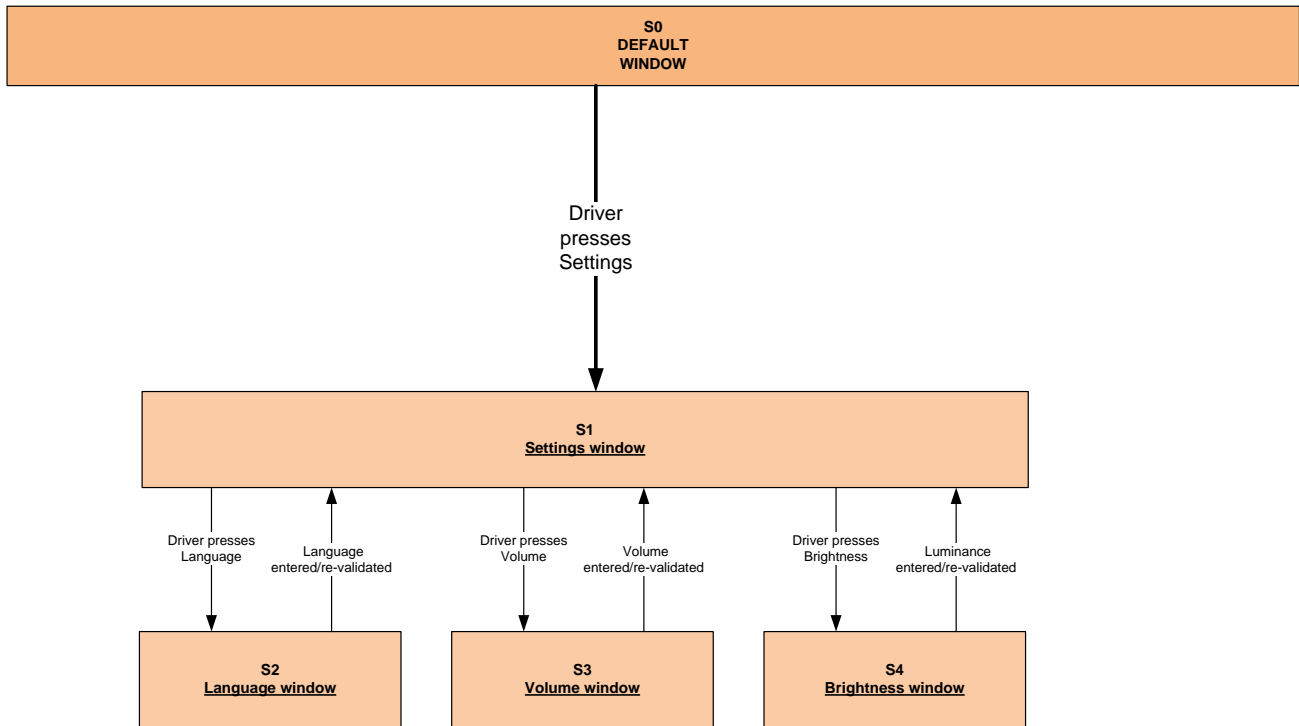 S0
DEFAULT
WINDOW
Driver
presses
Settings
S1
Settings window
Driver presses
Language
Language
entered/re-validated
Driver presses
Volume
Volume
entered/re-validated
Driver presses
Brightness
Luminance
entered/re-validated
S2
Language window
S3
Volume window
S4
Brightness window